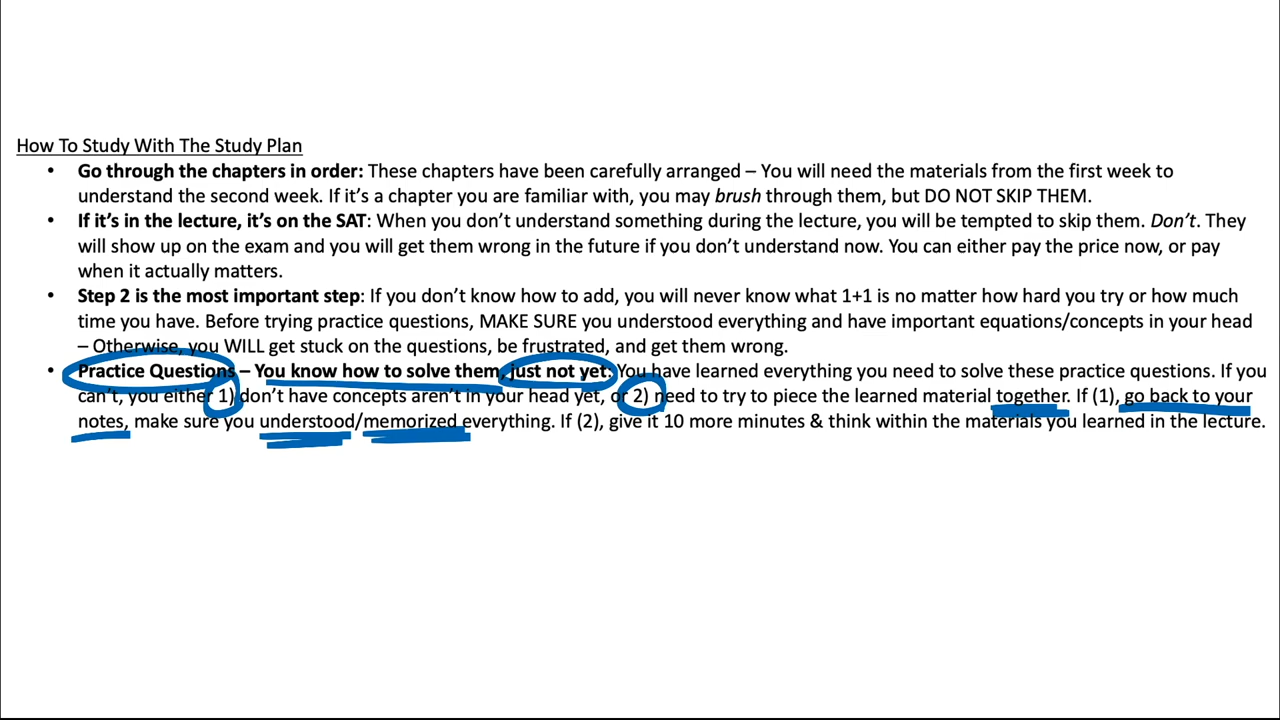 How To Study With The Study Plan
• Go through the chapters in order: These chapters have been carefully arranged – You will need the materials from the first week to
understand the second week. If it's a chapter you are familiar with, you may brush through them, but DO NOT SKIP THEM.
• If it's in the lecture, it's on the SAT: When you don't understand something during the lecture, you will be tempted to skip them. Don't. They
will show up on the exam and you will get them wrong in the future if you don't understand now. You can either pay the price now, or pay
when it actually matters.
• Step 2 is the most important step: If you don't know how to add, you will never know what 1+1 is no matter how hard you try or how much
time you have. Before trying practice questions, MAKE SURE you understood everything and have important equations/concepts in your head
– Otherwise, you WILL get stuck on the questions, be frustrated, and get them wrong.
• Practice Questions – You know how to solve them, just not yet: You have learned everything you need to solve these practice questions. If you
can't, you either 1) don't have concepts aren't in your head yet, or 2) need to try to piece the learned material together. If (1), go back to your
notes, make sure you understood/memorized everything. If (2), give it 10 more minutes & think within the materials you learned in the lecture.